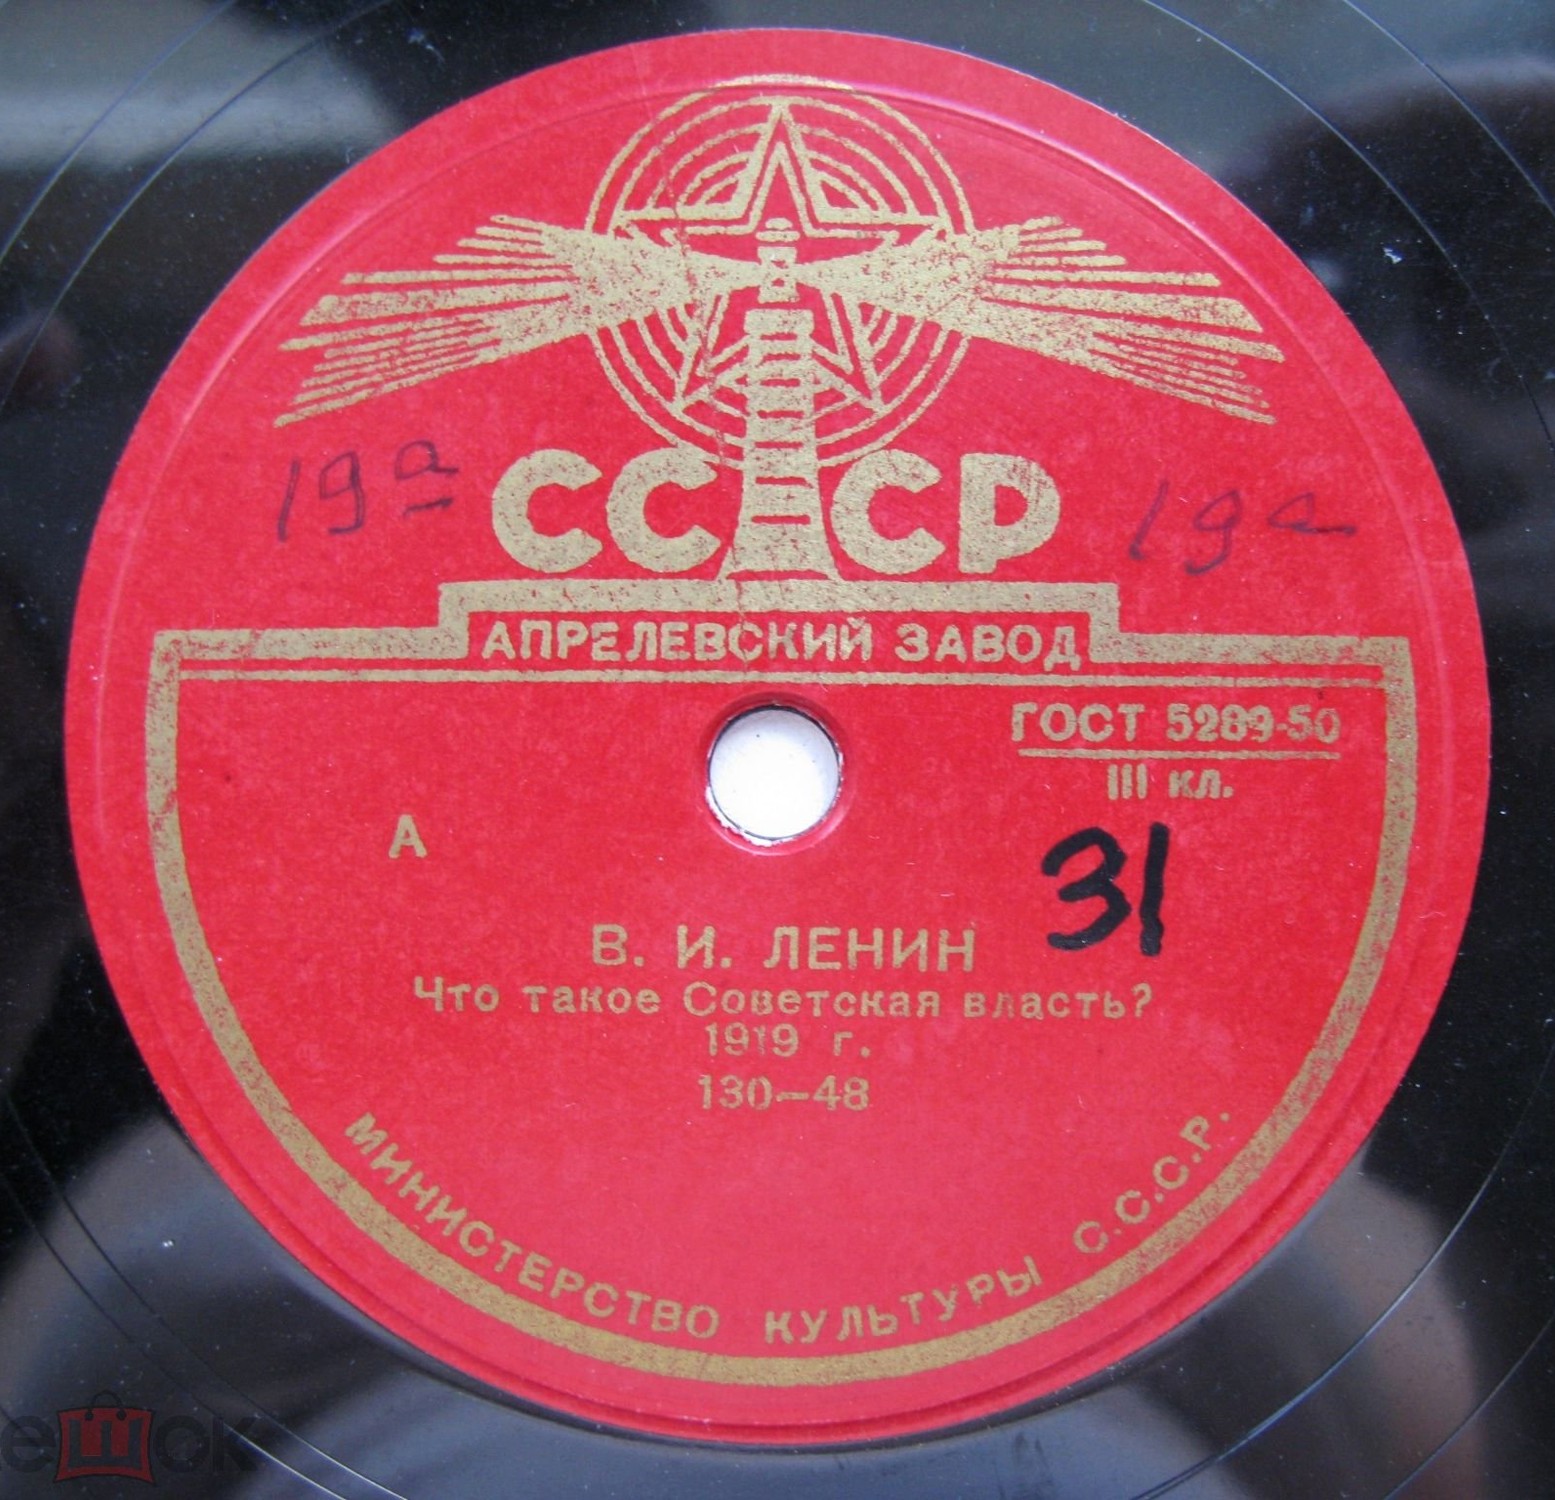 СССР
19а
19а
АПРЕЛЕВСКИЙ ЗАВОД
ГОСТ 5289-50
III кл.
А
31
В. И. ЛЕНИН
Что такое Советская власть?
1919 г.
130—48
МИНИСТЕРСТВО КУЛЬТУРЫ С.С.С.Р.
ешок